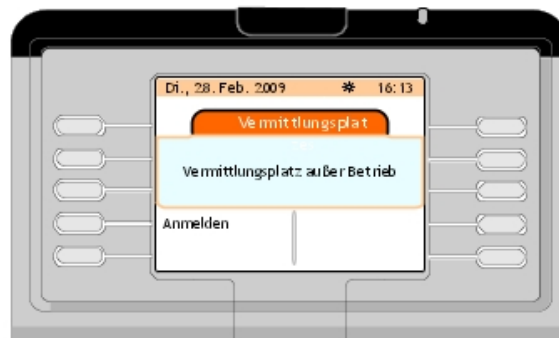 Di., 28. Feb. 2009 16:13
Vermittlungsplat
Vermittlungsplatz außer Betrieb
Anmelden